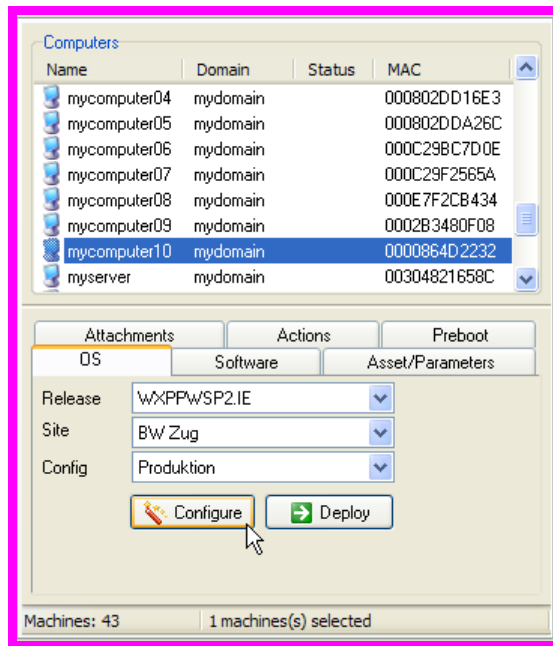 Computers
Name Domain Status MAC
mycomputer04 mydomain 000802DD16E3
mycomputer05 mydomain 000802DDA26C
mycomputer06 mydomain 000C29BC7D0E
mycomputer07 mydomain 000C29F2565A
mycomputer08 mydomain 000E7F2CB434
mycomputer09 mydomain 0002B3480F08
mycomputer10 mydomain 0000864D2232
myserver mydomain 00304821658C
Attachments Actions Preboot
OS Software Asset/Parameters
Release WXPPWSP2.IE
Site BW Zug
Config Produktion
Configure Deploy
Machines: 43 1 machines(s) selected